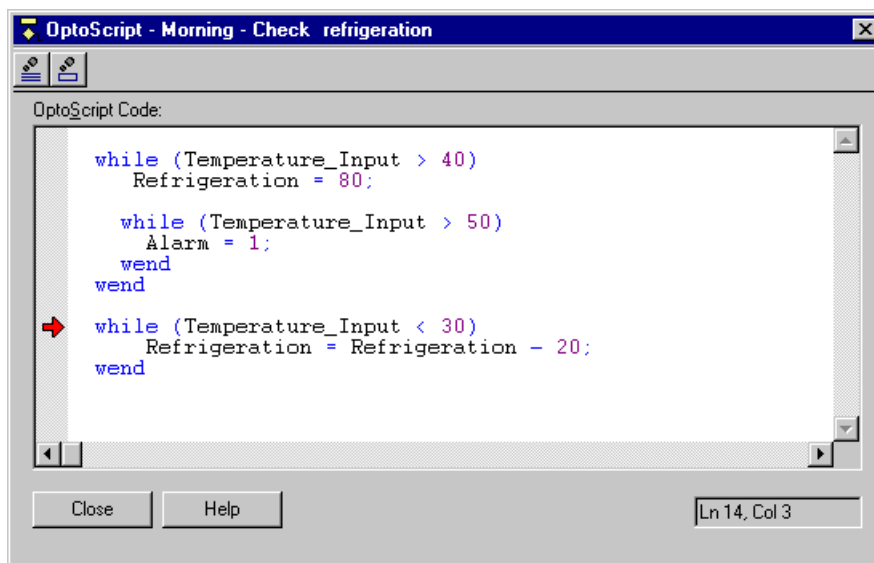 OptoScript - Morning - Check refrigeration
OptoScript Code:
while (Temperature_Input > 40)
Refrigeration = 80;
while (Temperature_Input > 50)
Alarm = 1;
wend
wend
while (Temperature_Input < 30)
Refrigeration = Refrigeration - 20;
wend
Close
Help
Ln 14, Col 3